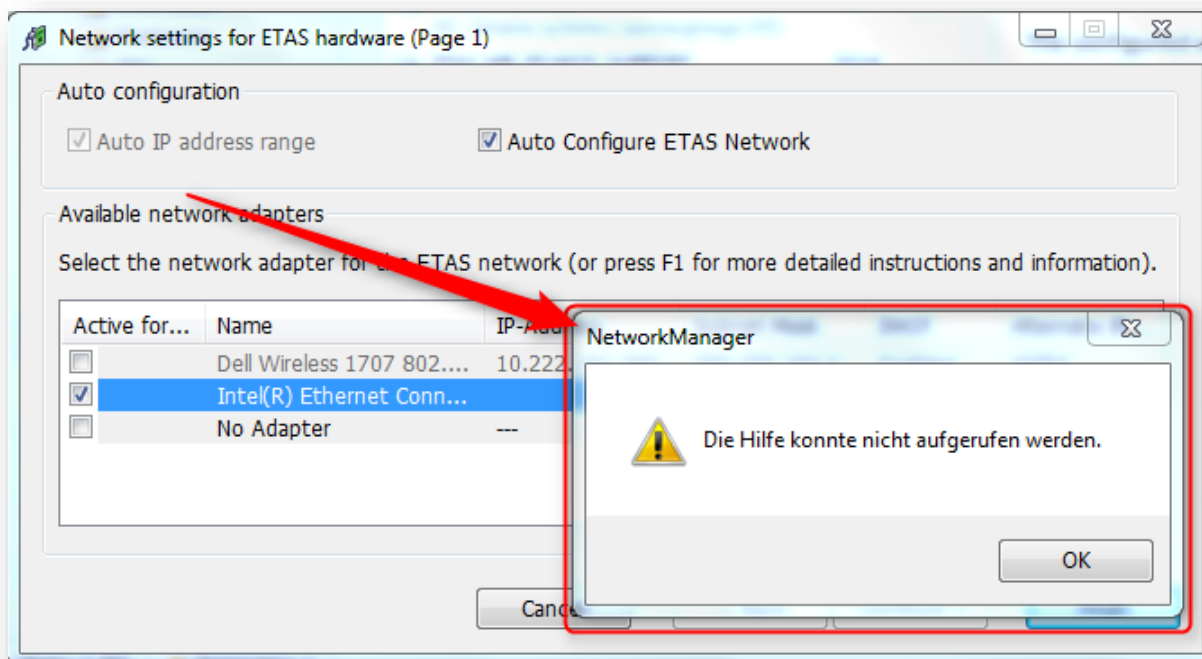 Network settings for ETAS hardware (Page 1)
Auto configuration
Auto IP address range
Auto Configure ETAS Network
Available network adapters
Select the network adapter for the ETAS network (or press F1 for more detailed instructions and information).
Active for... Name
Dell Wireless 1707 802.... 10.222.
Intel(R) Ethernet Conn...
No Adapter ---
NetworkManager
Die Hilfe konnte nicht aufgerufen werden.
OK